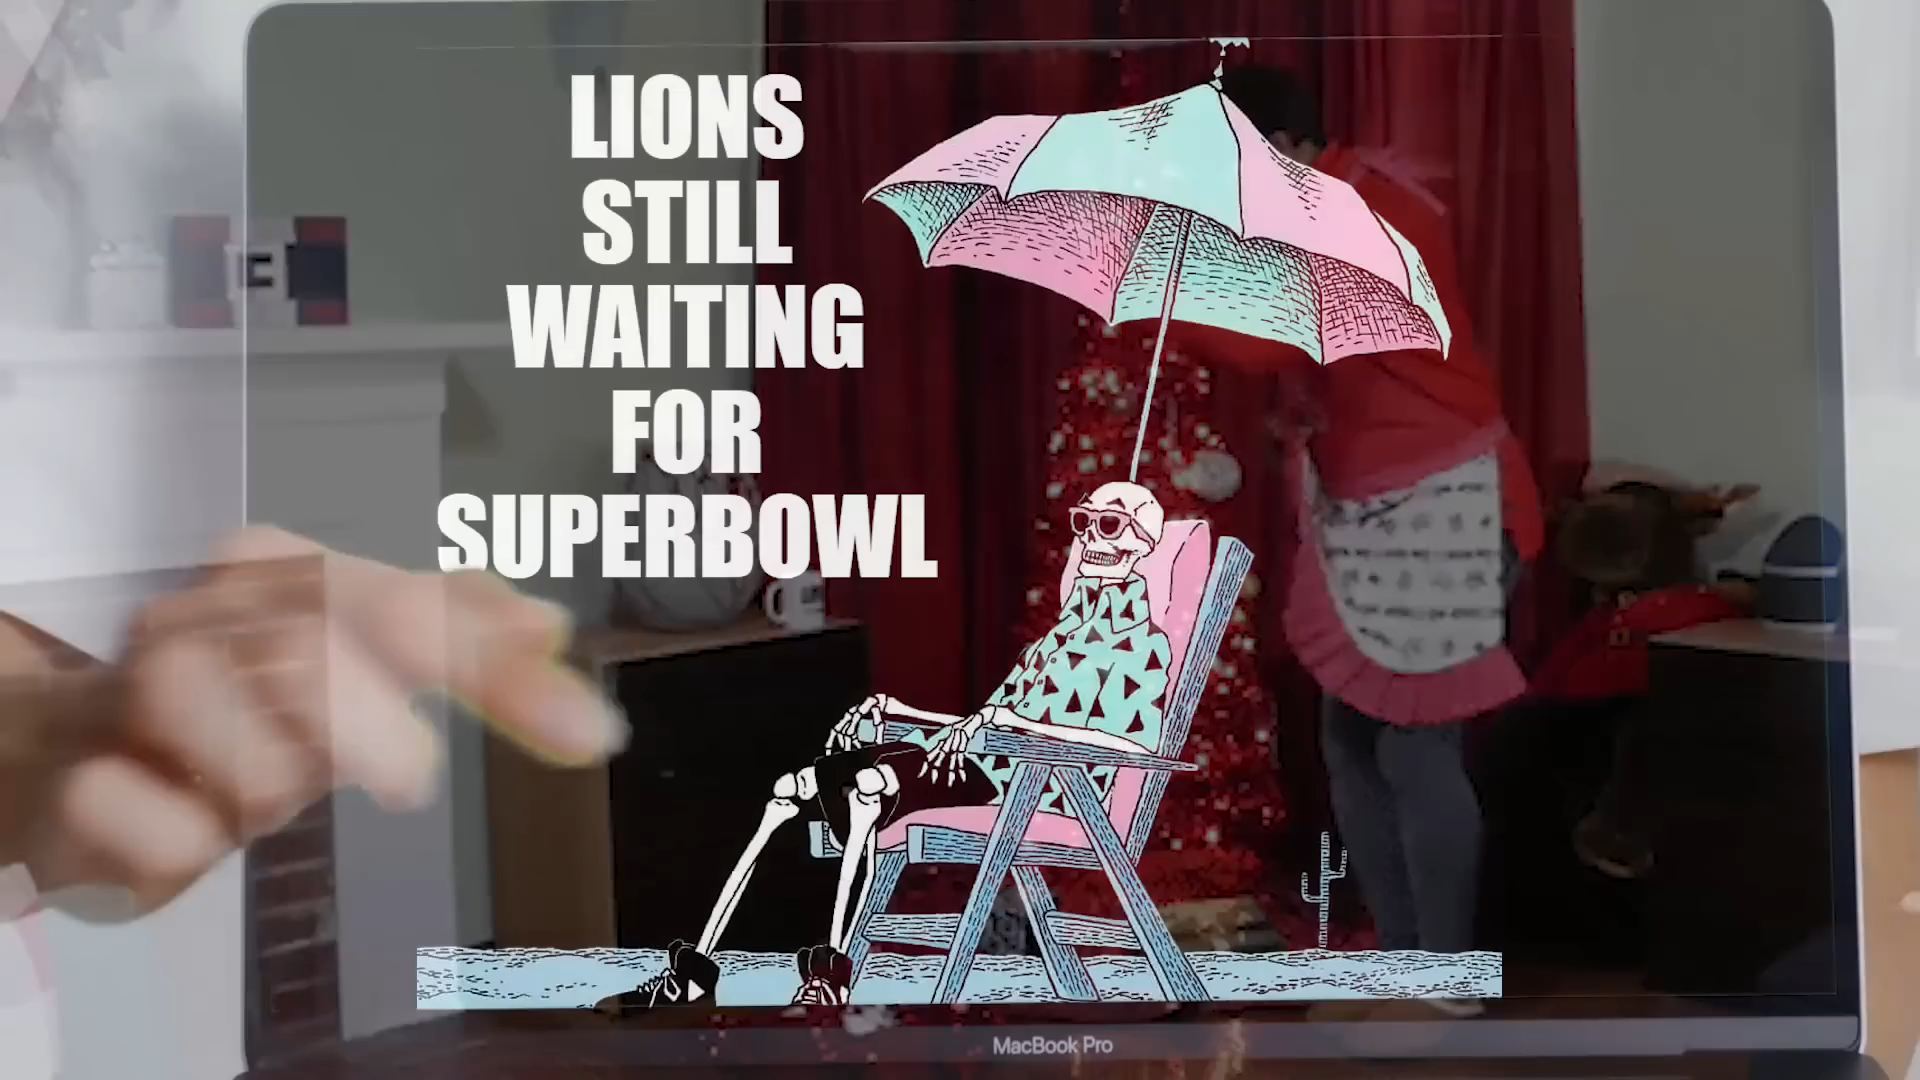 LIONS
STILL
WAITING
FOR
SUPERBOWL
MacBook Pro